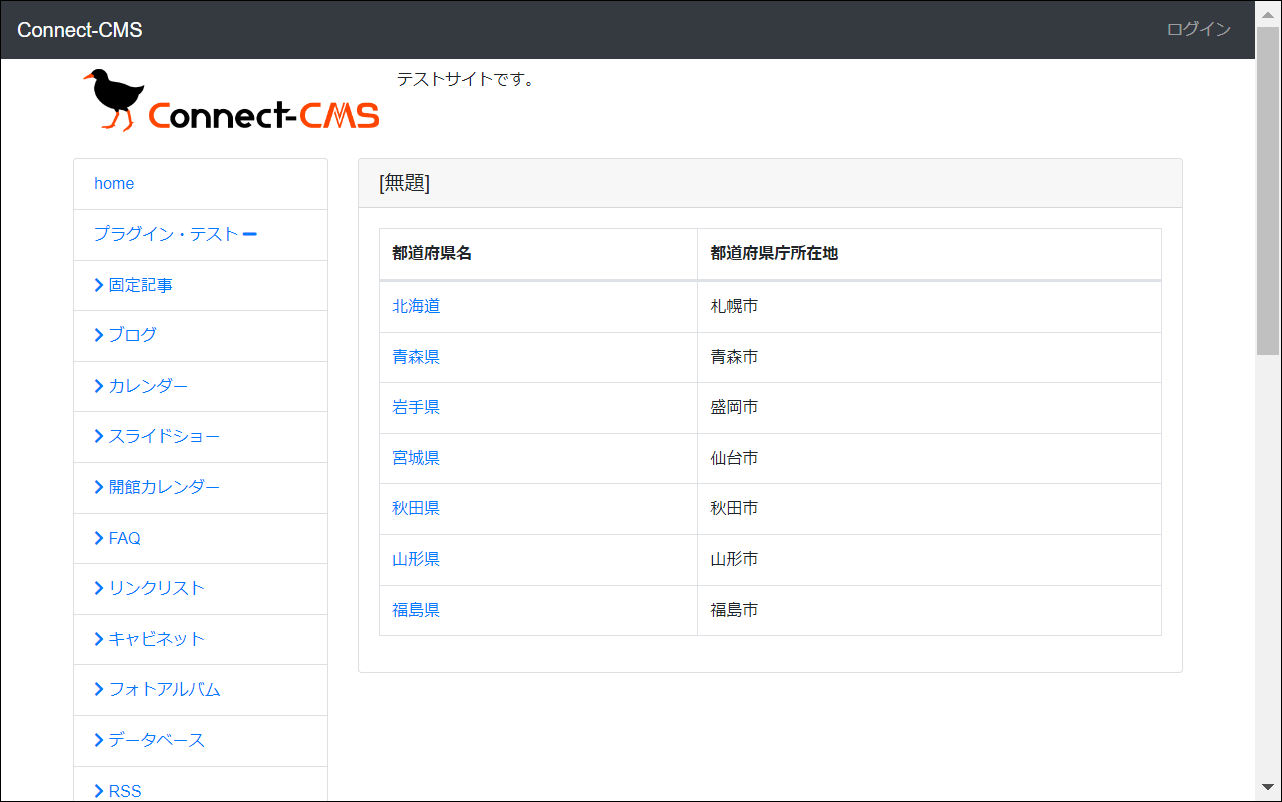 Connect-CMS
ログイン
Connect-CMS
テストサイトです。
home
プラグイン・テスト
固定記事
ブログ
カレンダー
スライドショー
開館カレンダー
FAQ
リンクリスト
キャビネット
フォトアルバム
データベース
RSS
[無題]
都道府県名 都道府県庁所在地
北海道 札幌市
青森県 青森市
岩手県 盛岡市
宮城県 仙台市
秋田県 秋田市
山形県 山形市
福島県 福島市